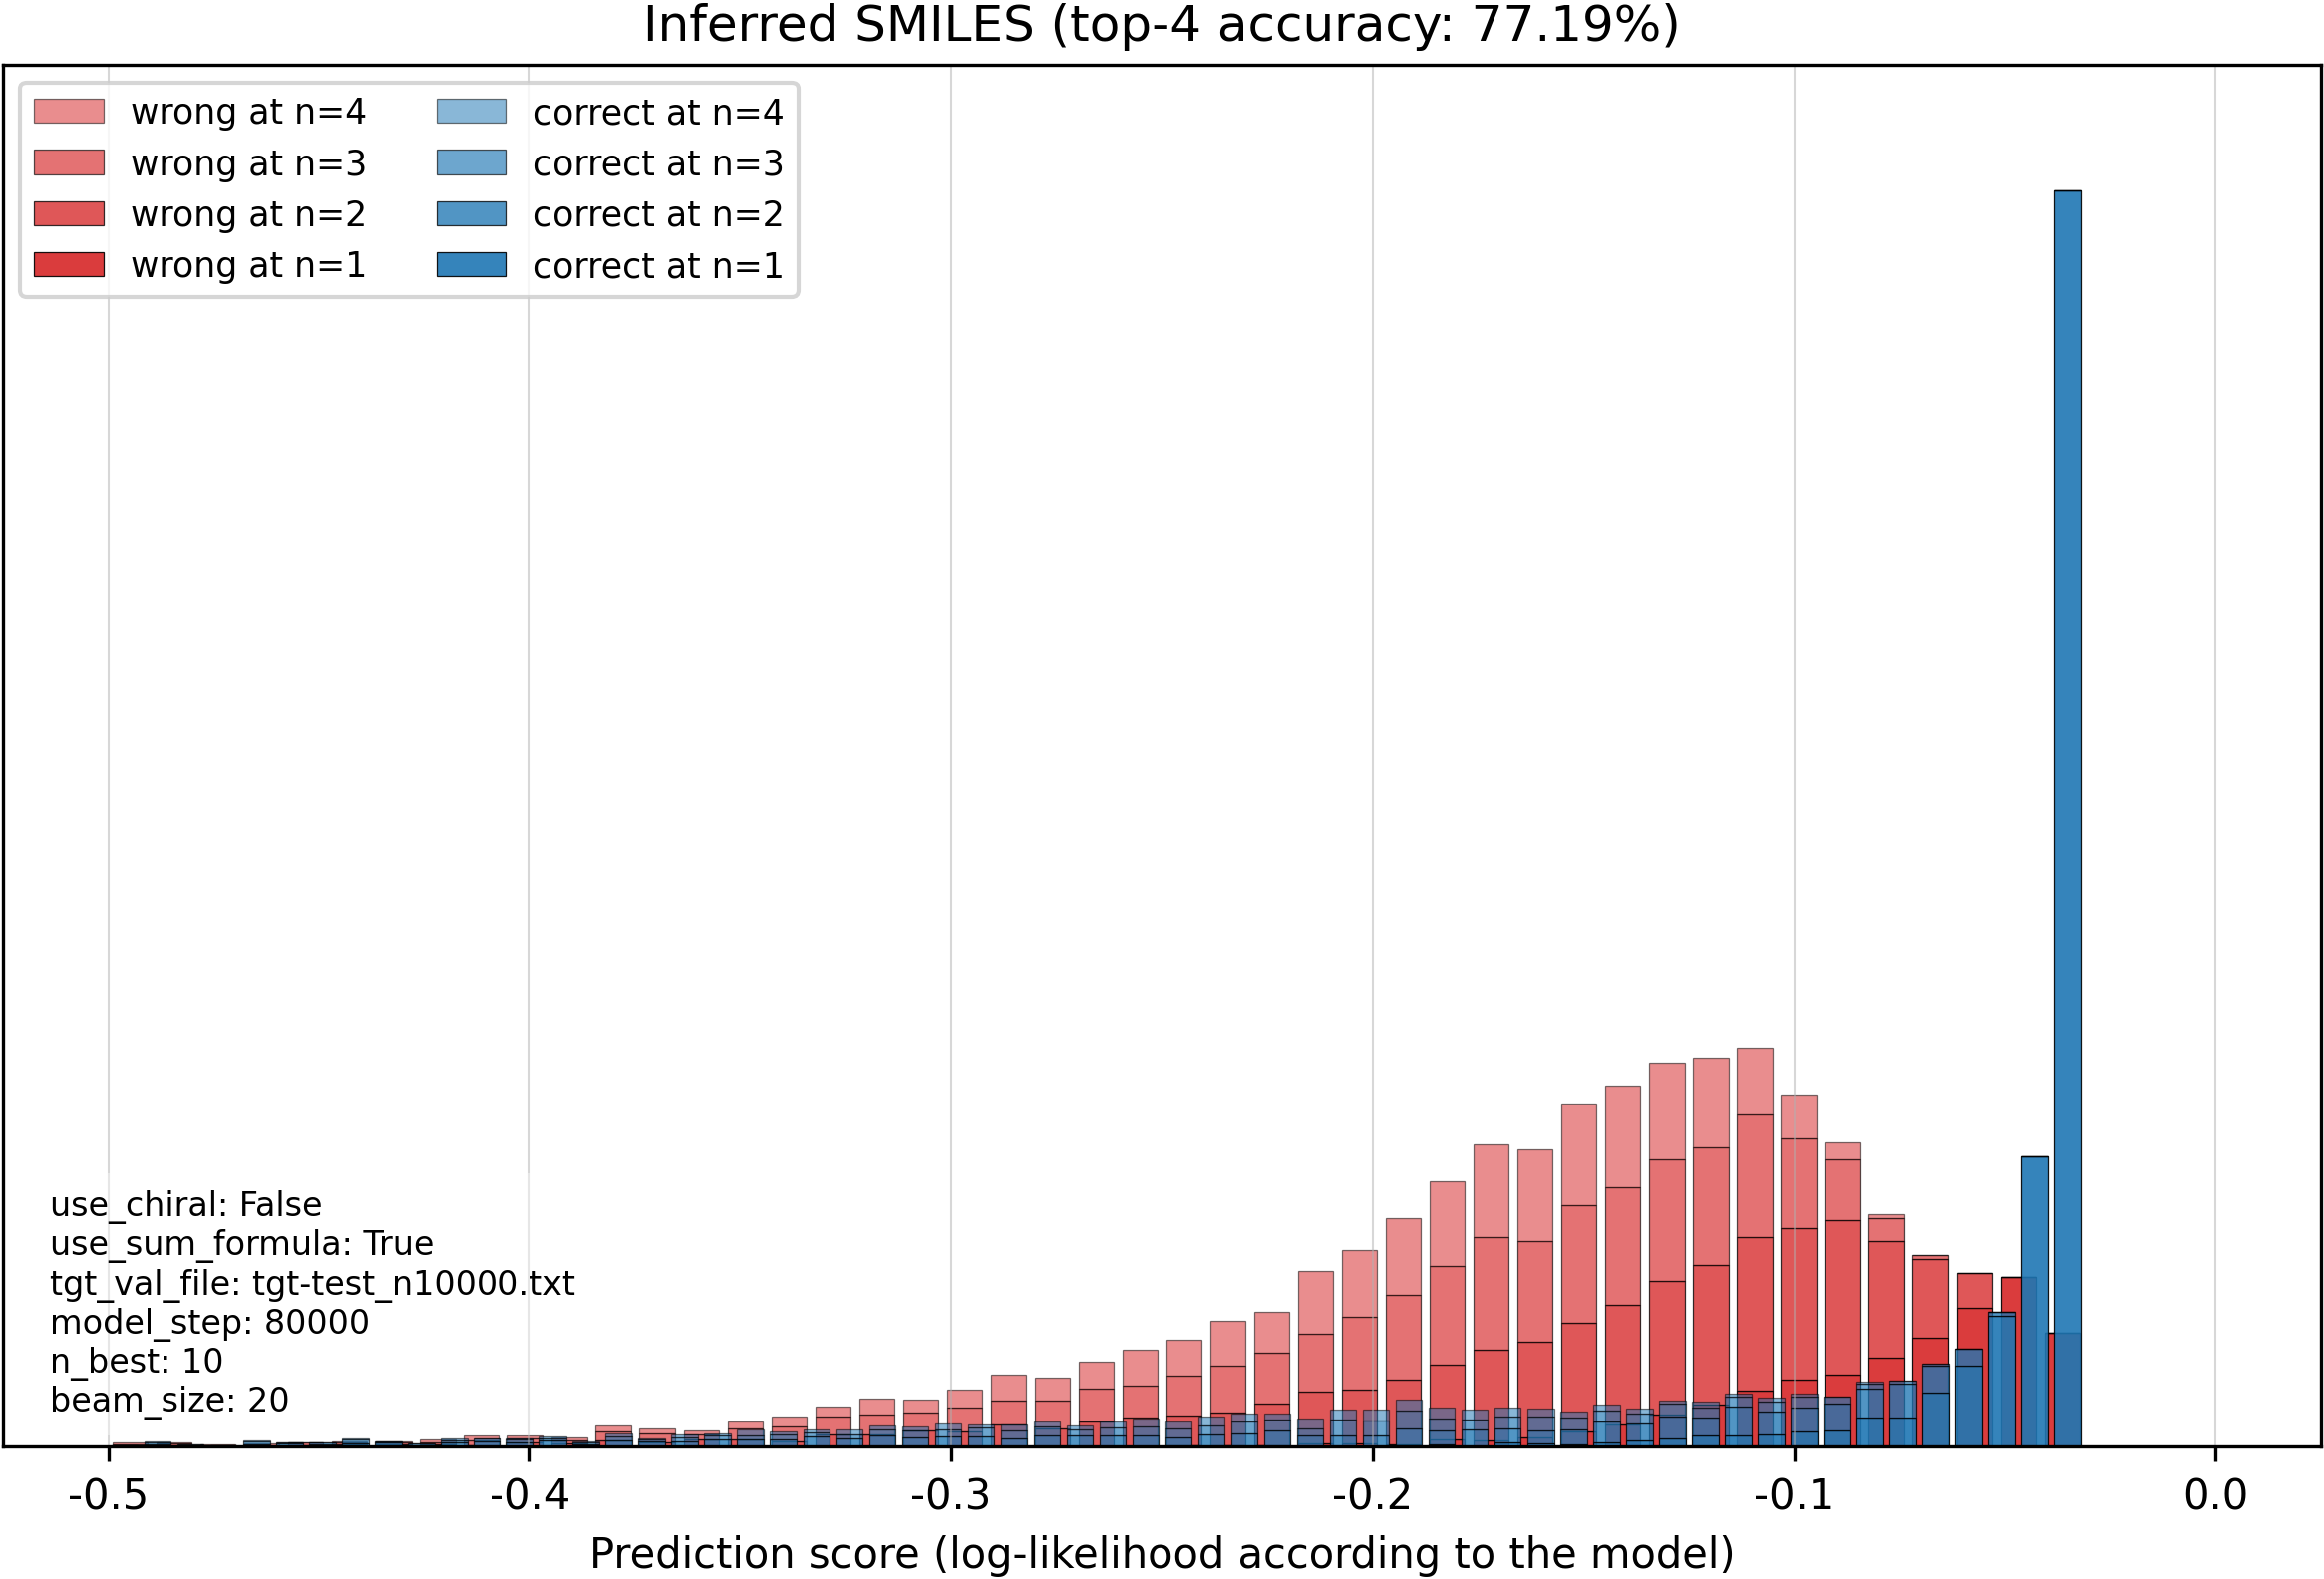 Inferred SMILES (top-4 accuracy: 77.19%)
wrong at n=4
wrong at n=3
wrong at n=2
wrong at n=1
correct at n=4
correct at n=3
correct at n=2
correct at n=1
use_chiral: False
use_sum_formula: True
tgt_val_file: tgt-test_n10000.txt
model_step: 80000
n_best: 10
beam_size: 20
-0.5 -0.4 -0.3 -0.2 -0.1 0.0
Prediction score (log-likelihood according to the model)